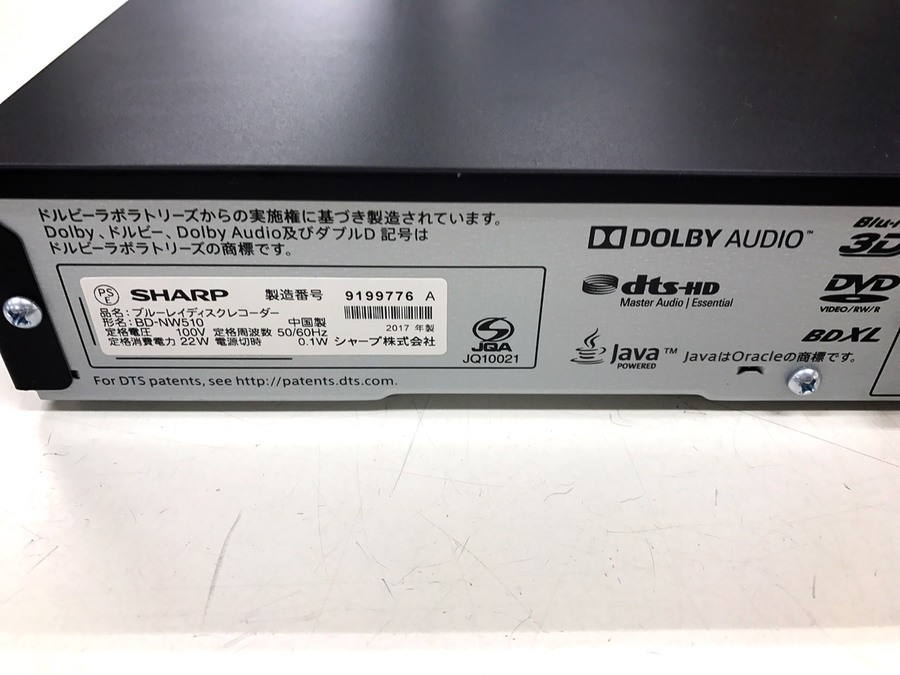 ドルビーラボラトリーズからの実施権に基づき製造されています。
Dolby、ドルビー、Dolby Audio及びダブルD 記号は
ドルビーラボラトリーズの商標です。
PS
E
SHARP 製造番号 9199776 A
品名:ブルーレイディスクレコーダー
形名:BD-NW510 中国製 2017 年製
定格電圧 100V 定格周波数 50/60Hz
定格消費電力 22W 電源切時 0.1W シャープ株式会社
JQA
JQ10021
For DTS patents, see http://patents.dts.com.
DOLBY AUDIO™
dts-HD
Master Audio | Essential
Java™ JavaはOracleの商標です。
POWERED
3D
DVD
VIDEO/RW/R
BDXL